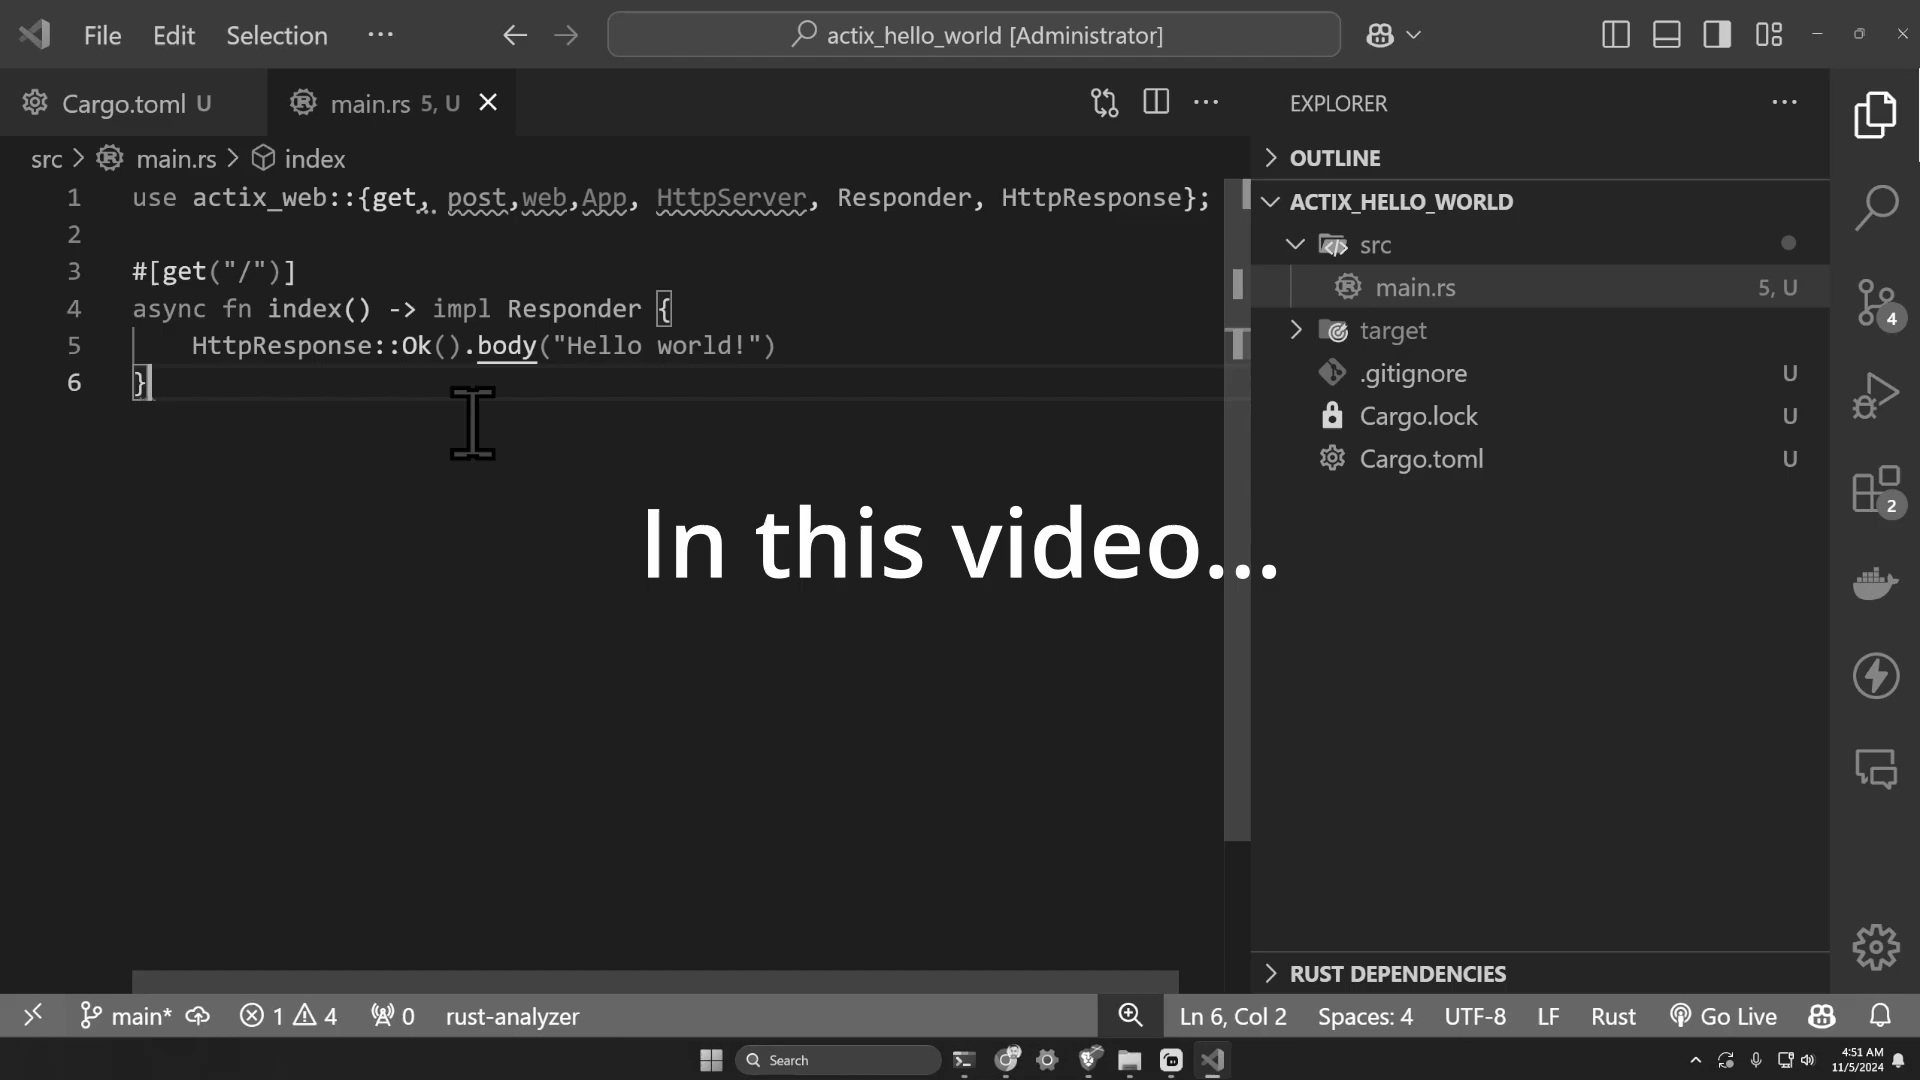 File Edit Selection ···
actix_hello_world [Administrator]
Cargo.toml U
main.rs 5, U
EXPLORER
src > main.rs > index
OUTLINE
1 use actix_web::{get, post,web,App, HttpServer, Responder, HttpResponse};
2
3 #[get("/")]
4 async fn index() -> impl Responder {
5 HttpResponse::Ok().body("Hello world!")
6 }
ACTIX_HELLO_WORLD
src
main.rs 5, U
target
.gitignore U
Cargo.lock U
Cargo.toml U
4
2
In this video...
RUST DEPENDENCIES
main* 1 4 0 rust-analyzer
Ln 6, Col 2 Spaces: 4 UTF-8 LF Rust Go Live
Search
4:51 AM
11/5/2024